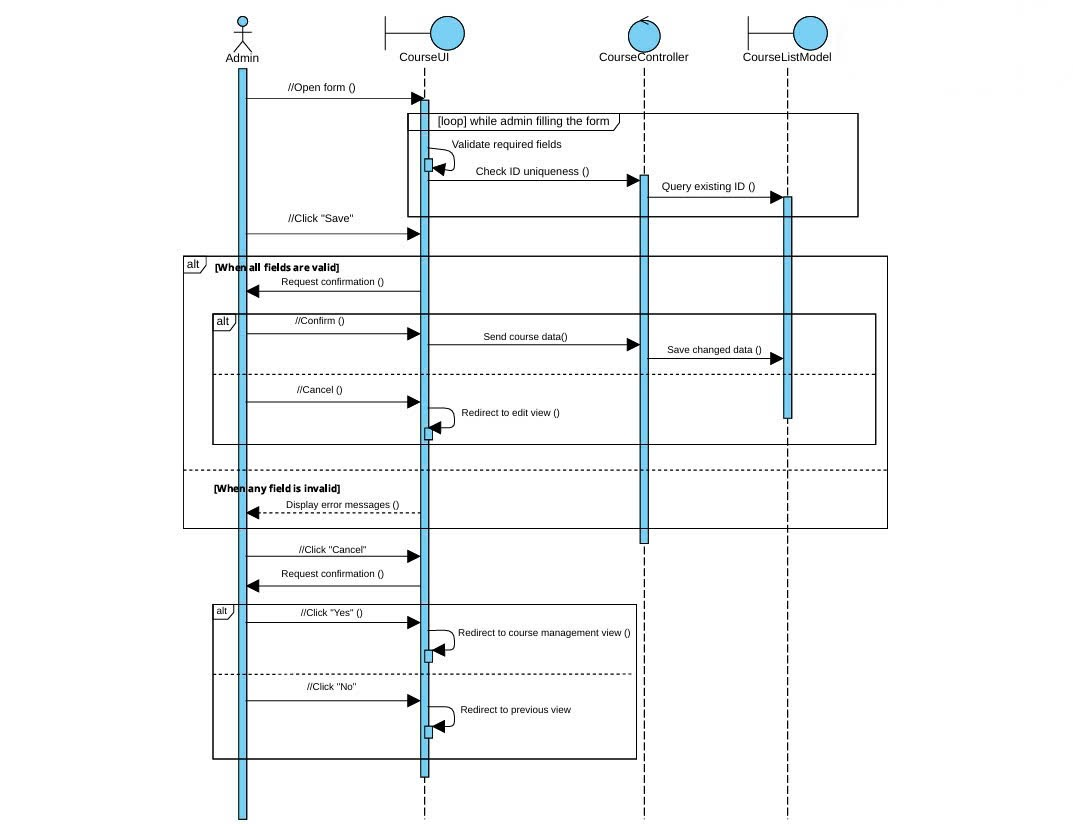 Admin
CourseUI
CourseController
CourseListModel
//Open form ()
[loop] while admin filling the form
Validate required fields
Check ID uniqueness ()
Query existing ID ()
//Click "Save"
alt
[When all fields are valid]
Request confirmation ()
alt
//Confirm ()
Send course data()
Save changed data ()
//Cancel ()
Redirect to edit view ()
[When any field is invalid]
Display error messages ()
//Click "Cancel"
Request confirmation ()
alt
//Click "Yes" ()
Redirect to course management view ()
//Click "No"
Redirect to previous view